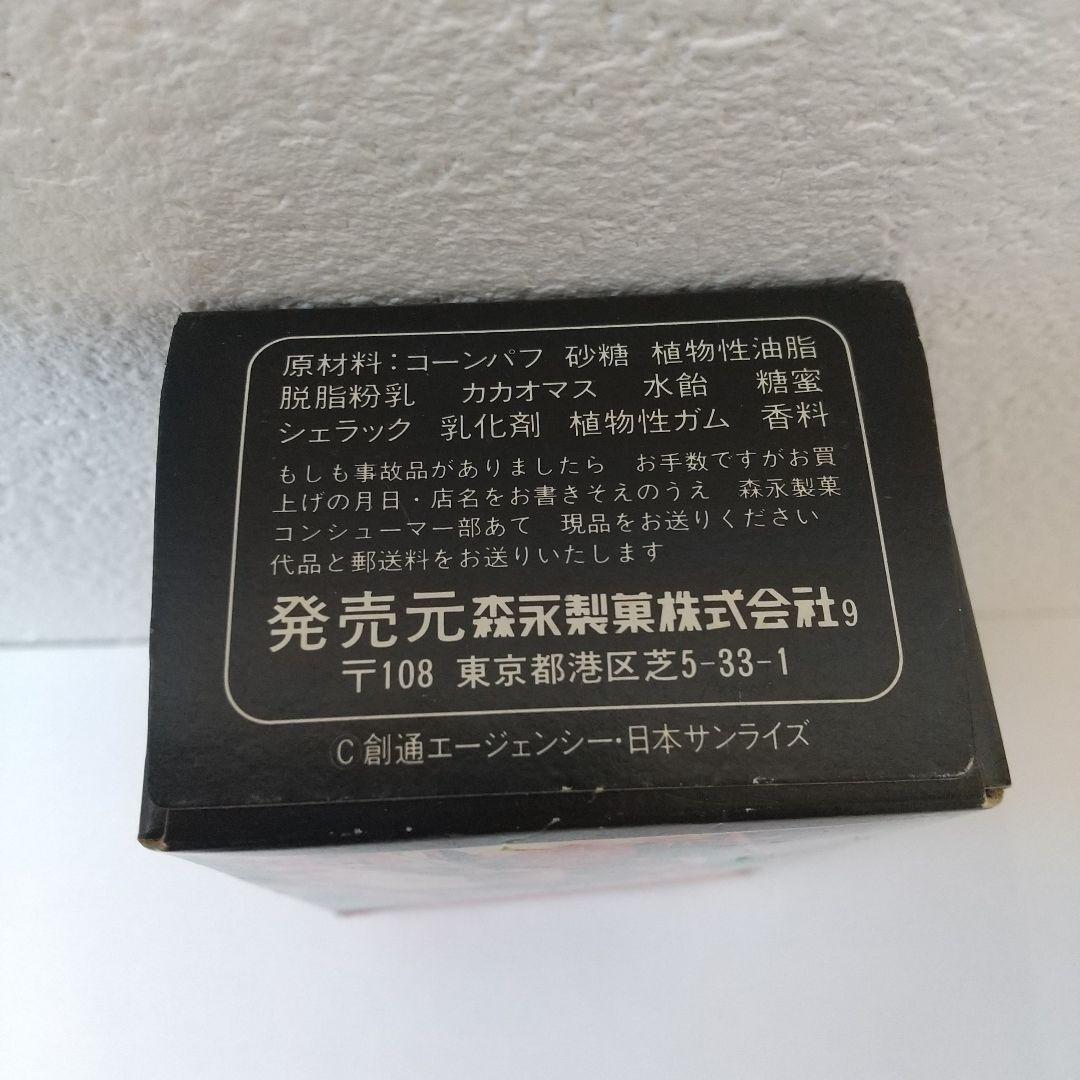 原材料:コーンパフ 砂糖 植物性油脂
脱脂粉乳 カカオマス 水飴 糖蜜
シェラック 乳化剤 植物性ガム 香料
もしも事故品がありましたら お手数ですがお買
上げの月日・店名をお書きそえのうえ 森永製菓
コンシューマー部あて 現品をお送りください
代品と郵送料をお送りいたします
発売元 森永製菓株式会社9
〒108 東京都港区芝5-33-1
©創通エージェンシー・日本サンライズ